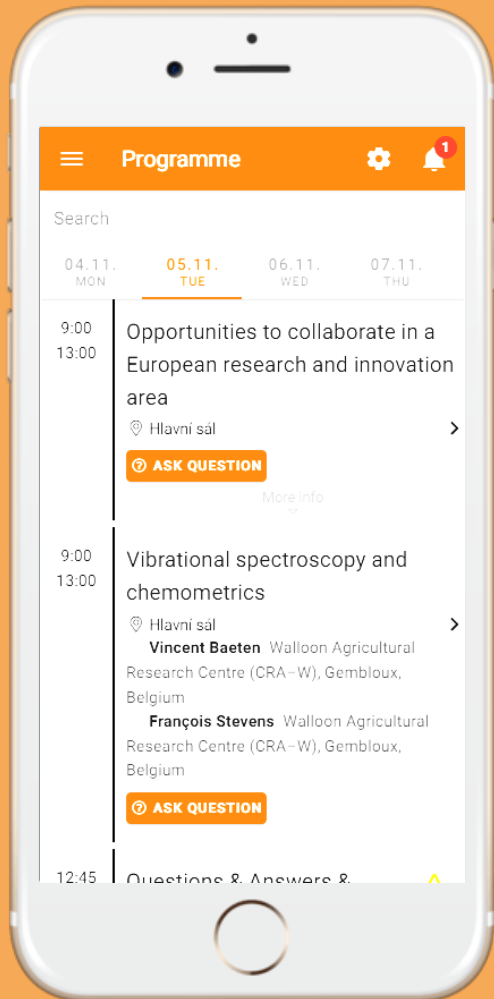 Programme
1
Search
04.11. 05.11. 06.11. 07.11.
MON TUE WED THU
9:00
13:00
Opportunities to collaborate in a
European research and innovation
area
Hlavní sál
ASK QUESTION
More info
9:00
13:00
Vibrational spectroscopy and
chemometrics
Hlavní sál
Vincent Baeten Walloon Agricultural
Research Centre (CRA-W), Gembloux,
Belgium
François Stevens Walloon Agricultural
Research Centre (CRA-W), Gembloux,
Belgium
ASK QUESTION
12:45
Questions & Answers &